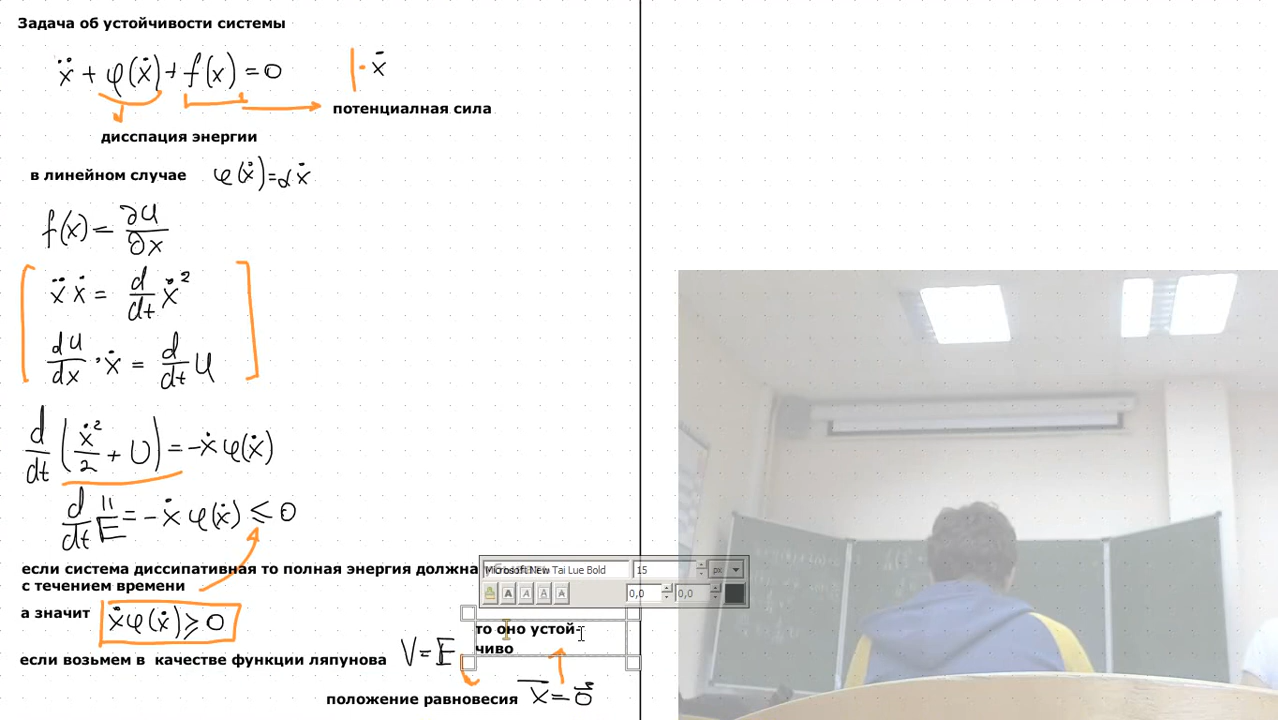 Задача об устойчивости системы
ẍ + φ(ẋ) + f(x) = 0 | · ẋ
потенциалная сила
дисспация энергии
в линейном случае φ(ẋ) = αẋ
f(x) = ∂U/∂x
ẍ ẋ = d/dt ẋ²
dU/dx · ẋ = d/dt U
d/dt (ẋ²/2 + U) = -ẋ φ(ẋ)
d/dt E = -ẋ φ(ẋ) ≤ 0
если система диссипативная то полная энергия должна
с течением времени
Microsoft New Tai Lue Bold 15 px
A A A A 0,0 0,0
а значит ẋφ(ẋ) ⩾ 0
то оно устой-
чиво
если возьмем в качестве функции ляпунова V = E
положение равновесия x̄ = 0⃗